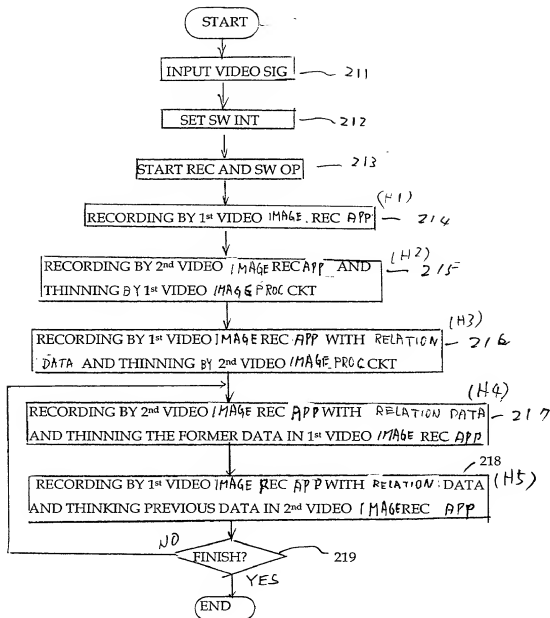 START
INPUT VIDEO SIG
211
SET SW INT
212
START REC AND SW OP
213
(H1)
RECORDING BY 1st VIDEO IMAGE. REC APP
214
(H2)
RECORDING BY 2nd VIDEO IMAGE REC APP AND
THINNING BY 1st VIDEO IMAGE PROC CKT
215
(H3)
RECORDING BY 1st VIDEO IMAGE REC APP WITH RELATION
DATA AND THINNING BY 2nd VIDEO IMAGE PROC CKT
216
(H4)
RECORDING BY 2nd VIDEO IMAGE REC APP WITH RELATION DATA
AND THINNING THE FORMER DATA IN 1st VIDEO IMAGE REC APP
217
218
RECORDING BY 1st VIDEO IMAGE REC APP WITH RELATION DATA
AND THINKING PREVIOUS DATA IN 2nd VIDEO IMAGE REC APP
(H5)
NO
FINISH?
219
YES
END